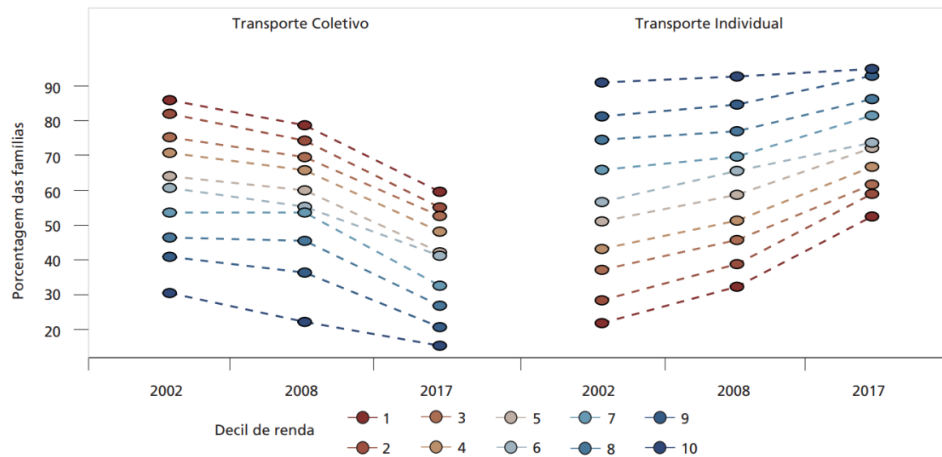 Transporte Coletivo
Transporte Individual
Porcentagem das famílias
90
80
70
60
50
40
30
20
2002 2008 2017 2002 2008 2017
Decil de renda
1 3 5 7 9
2 4 6 8 10